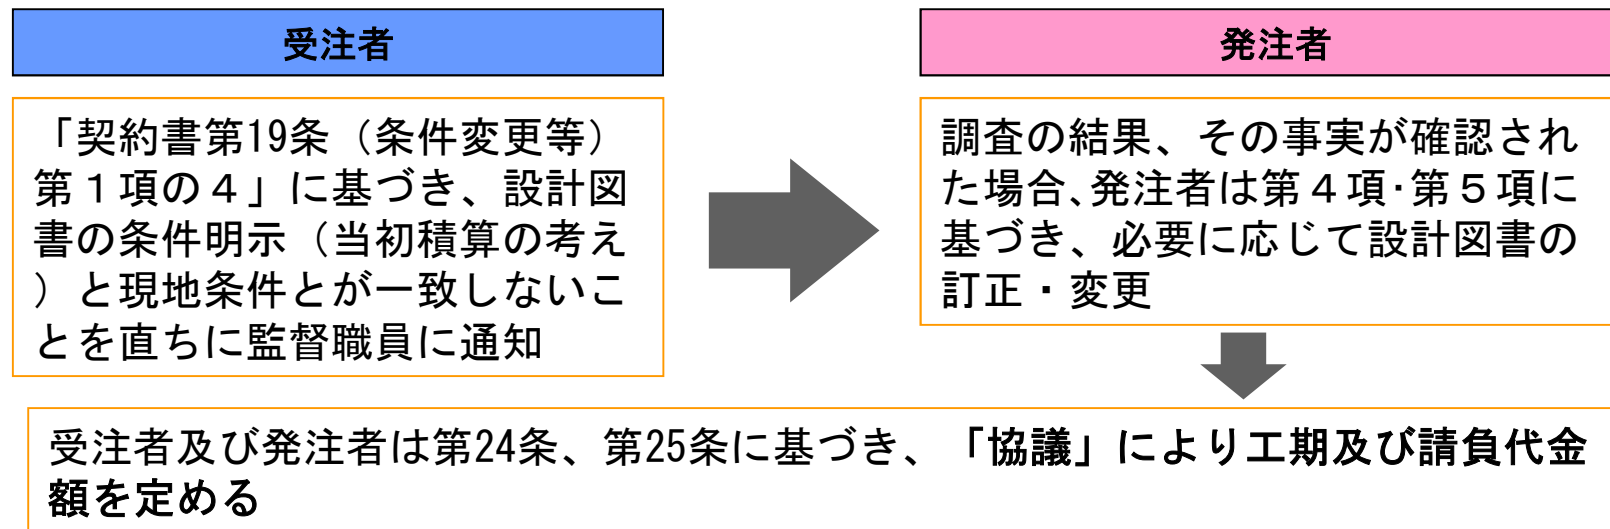 受注者
「契約書第19条（条件変更等）
第１項の４」に基づき、設計図
書の条件明示（当初積算の考え
）と現地条件とが一致しないこ
とを直ちに監督職員に通知
発注者
調査の結果、その事実が確認され
た場合、発注者は第４項・第５項に
基づき、必要に応じて設計図書の
訂正・変更
受注者及び発注者は第24条、第25条に基づき、「協議」により工期及び請負代金
額を定める